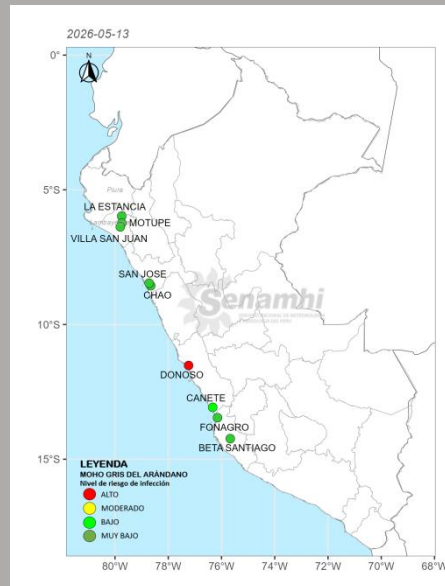 2026-05-13
N
0°
5°S
10°S
15°S
Piura
LA ESTANCIA
MOTUPE
VILLA SAN JUAN
SAN JOSE
CHAO
Senamhi
DONOSO
CANETE
FONAGRO
BETA SANTIAGO
LEYENDA
MOHO GRIS DEL ARÁNDANO
Nivel de riesgo de infección
ALTO
MODERADO
BAJO
MUY BAJO
80°W 78°W 76°W 74°W 72°W 70°W 68°W